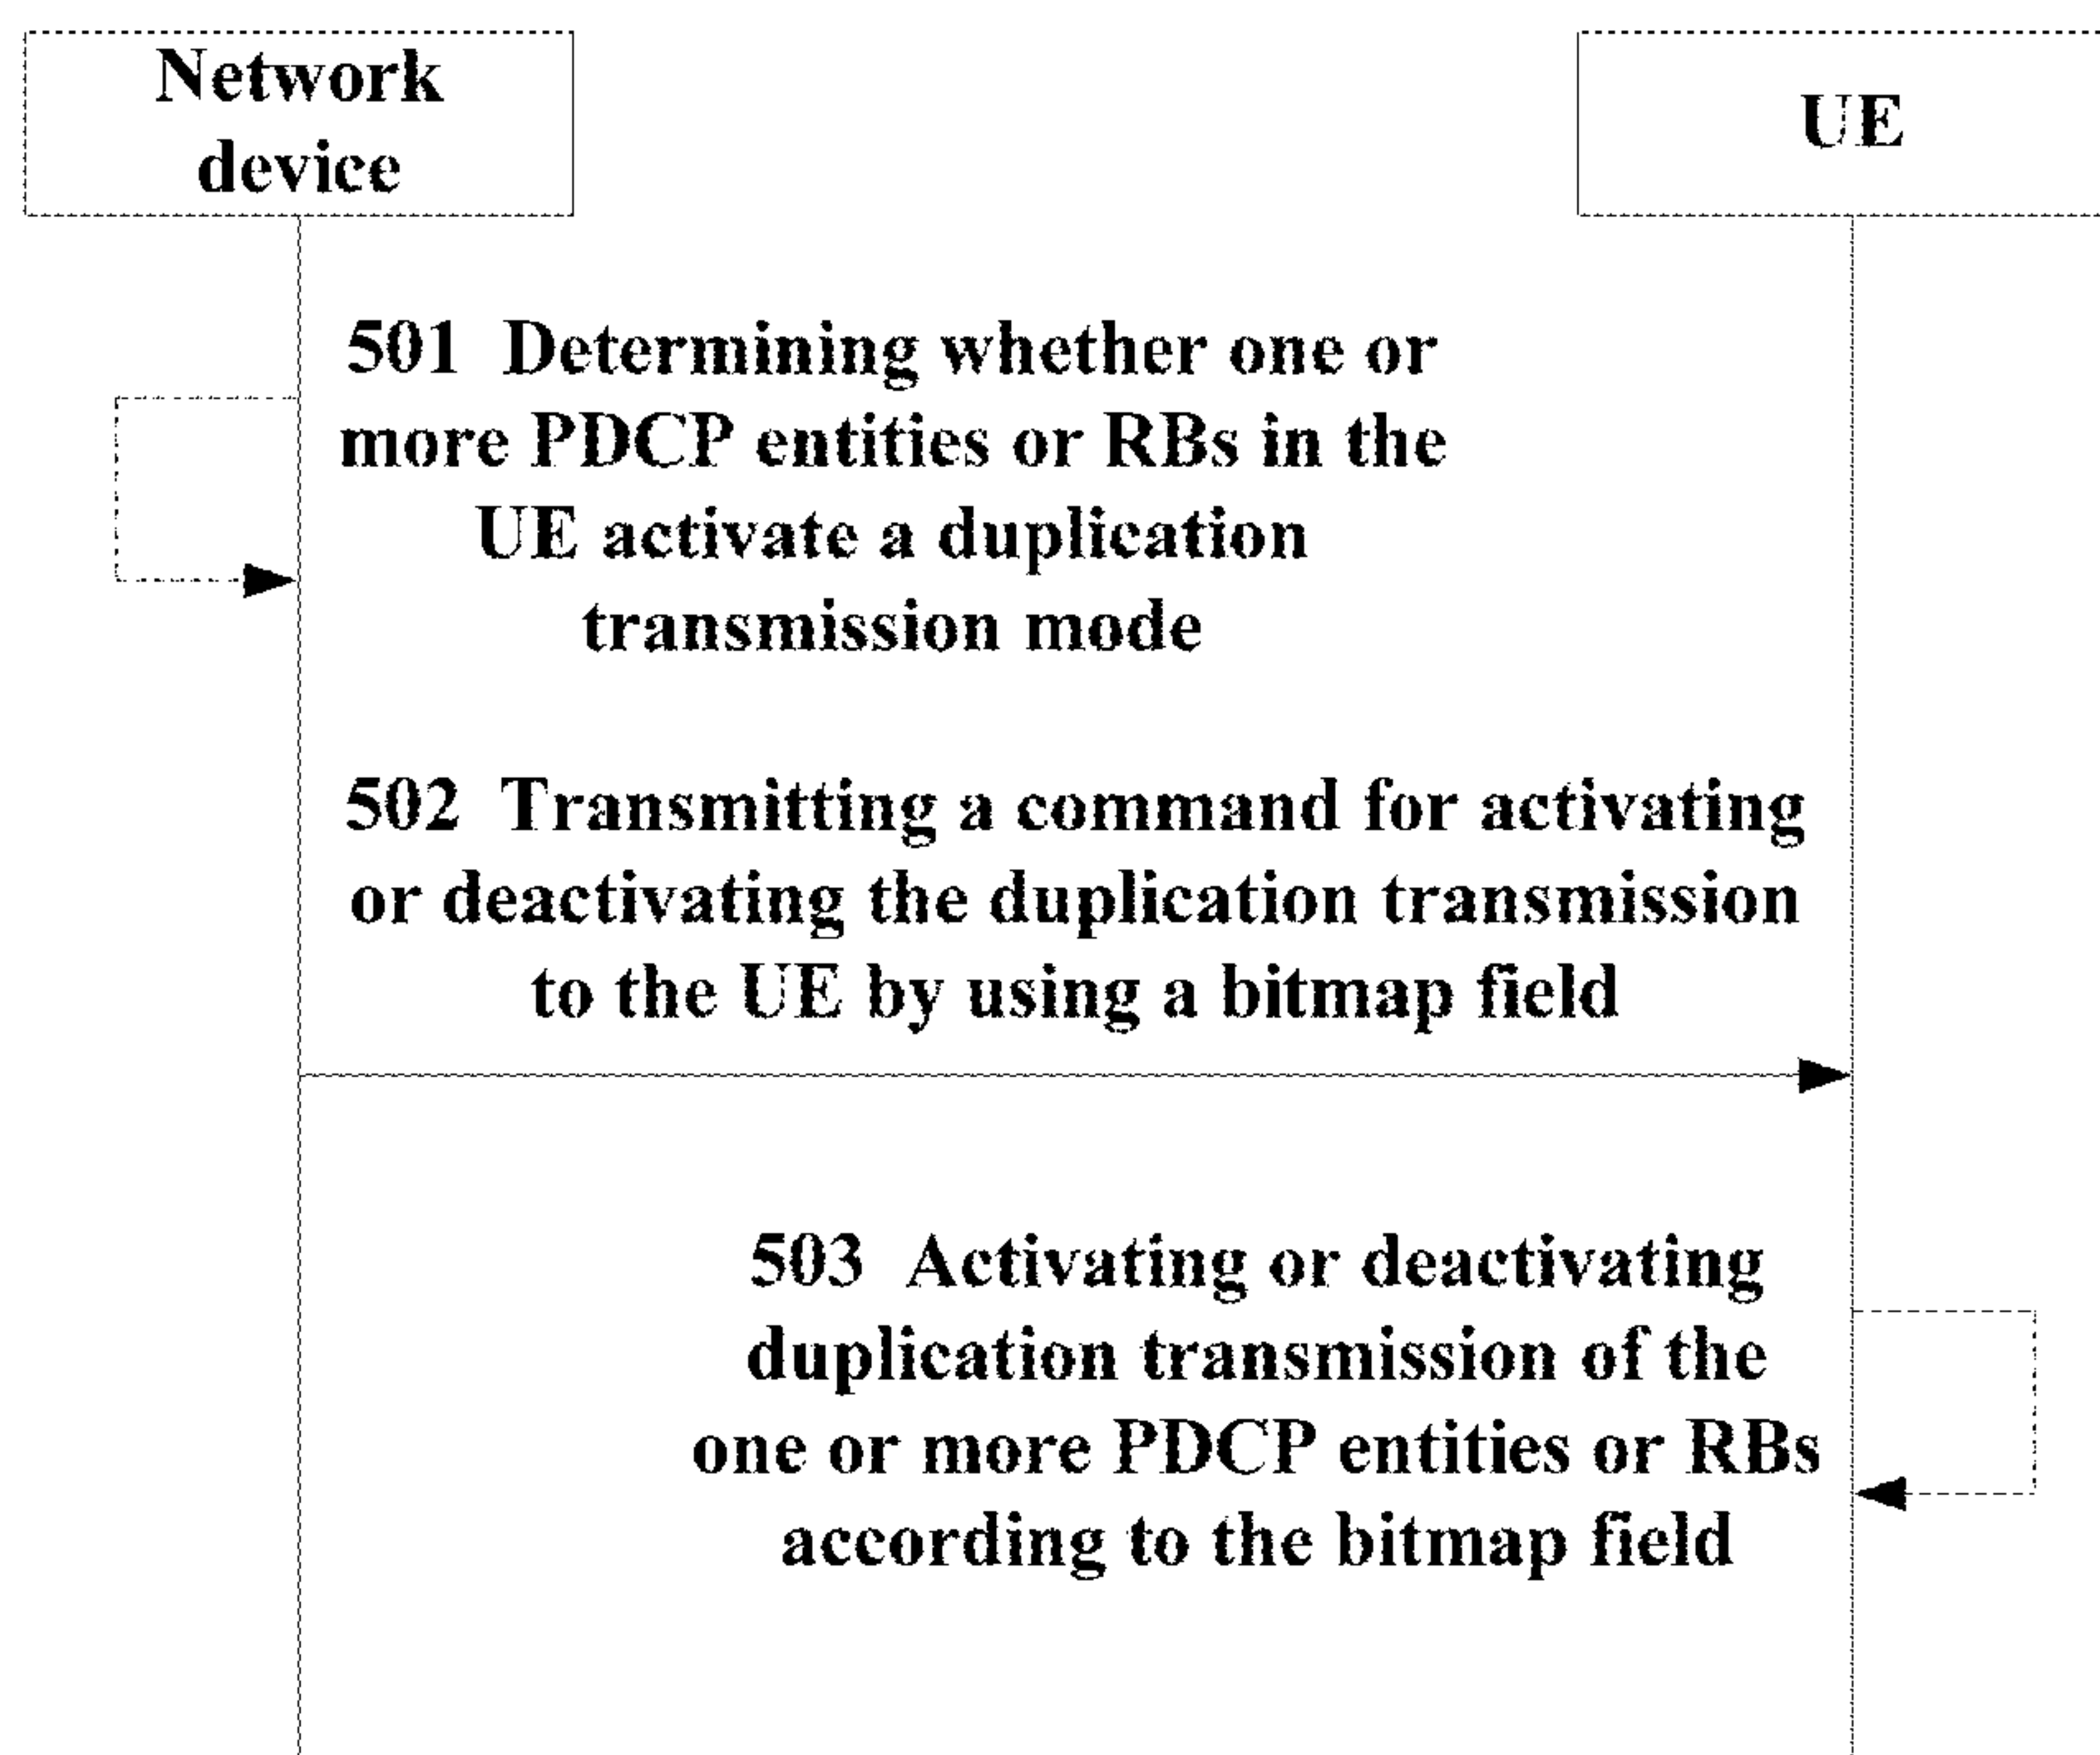 Network
device
UE
501 Determining whether one or
more PDCP entities or RBs in the
UE activate a duplication
transmission mode
502 Transmitting a command for activating
or deactivating the duplication transmission
to the UE by using a bitmap field
503 Activating or deactivating
duplication transmission of the
one or more PDCP entities or RBs
according to the bitmap field